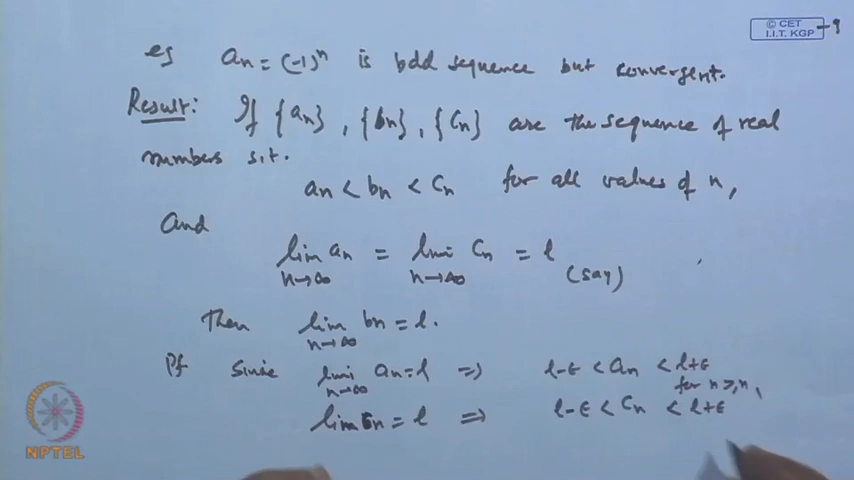 © CET
I.I.T. KGP
-9
eg an = (-1)^n is bdd sequence but convergent.
Result: If {an}, {bn}, {cn} are the sequence of real
numbers s.t.
an < bn < cn for all values of n,
And
lim n→∞ an = lim n→∞ cn = l (say)
Then lim n→∞ bn = l.
Pf Since lim n→∞ an = l ⇒ l-ε < an < l+ε for n ≥ n1
lim cn = l ⇒ l-ε < cn < l+ε
NPTEL